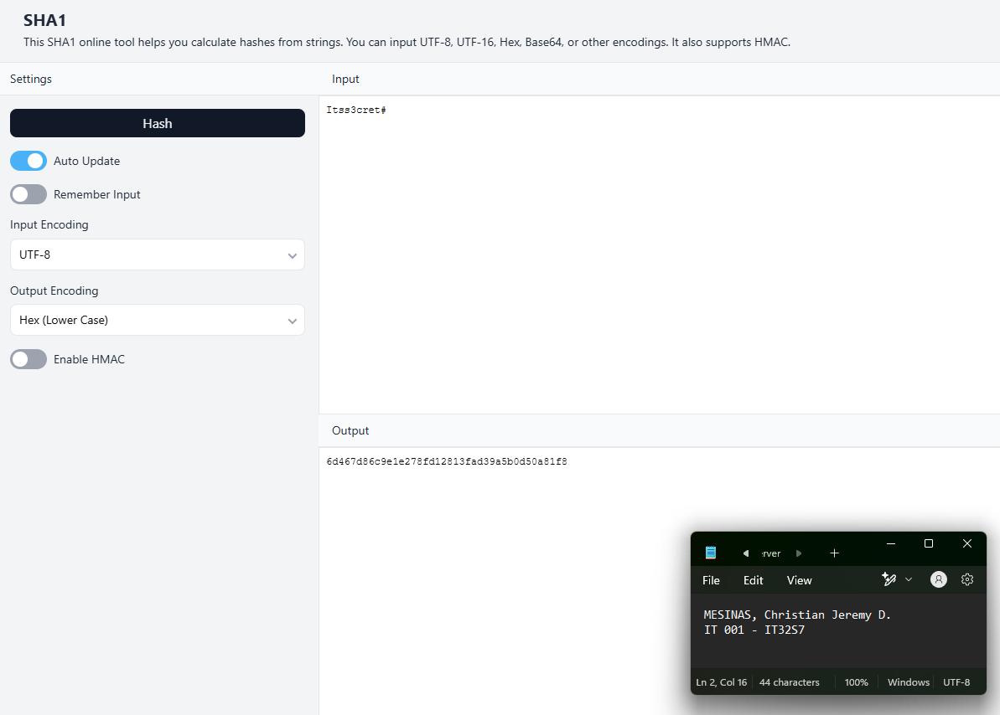 SHA1
This SHA1 online tool helps you calculate hashes from strings. You can input UTF-8, UTF-16, Hex, Base64, or other encodings. It also supports HMAC.
Settings
Input
Hash
Itss3cret#
Auto Update
Remember Input
Input Encoding
UTF-8
Output Encoding
Hex (Lower Case)
Enable HMAC
Output
6d467d86c9e1e278fd12813fad39a5b0d50a81f8
erver
File Edit View
MESINAS, Christian Jeremy D.
IT 001 - IT32S7
Ln 2, Col 16 44 characters 100% Windows UTF-8